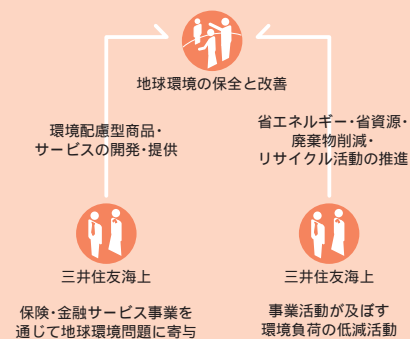 地球環境の保全と改善
環境配慮型商品・
サービスの開発・提供
省エネルギー・省資源・
廃棄物削減・
リサイクル活動の推進
三井住友海上
保険・金融サービス事業を
通じて地球環境問題に寄与
三井住友海上
事業活動が及ぼす
環境負荷の低減活動